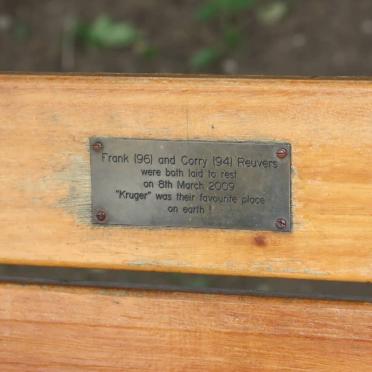 Frank (96) and Corry (94) Reuvers
were both laid to rest
on 8th March 2009
"Kruger" was their favourite place
on earth !